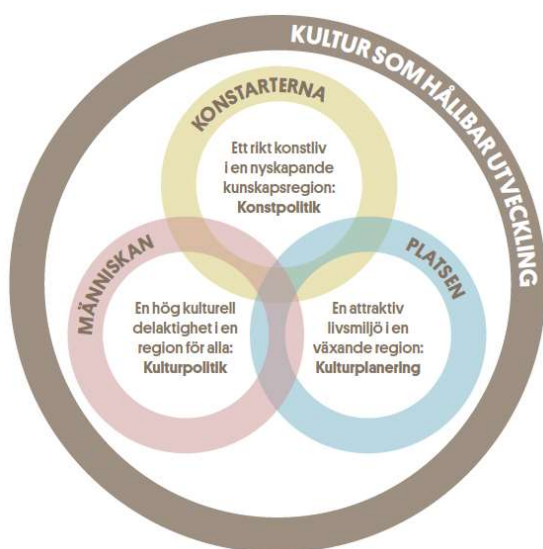 KULTUR SOM HÅLLBAR UTVECKLING
KONSTARTERNA
Ett rikt konstliv
i en nyskapande
kunskapsregion:
Konstpolitik
MÄNNISKAN
En hög kulturell
delaktighet i en
region för alla:
Kulturpolitik
PLATSEN
En attraktiv
livsmiljö i en
växande region:
Kulturplanering